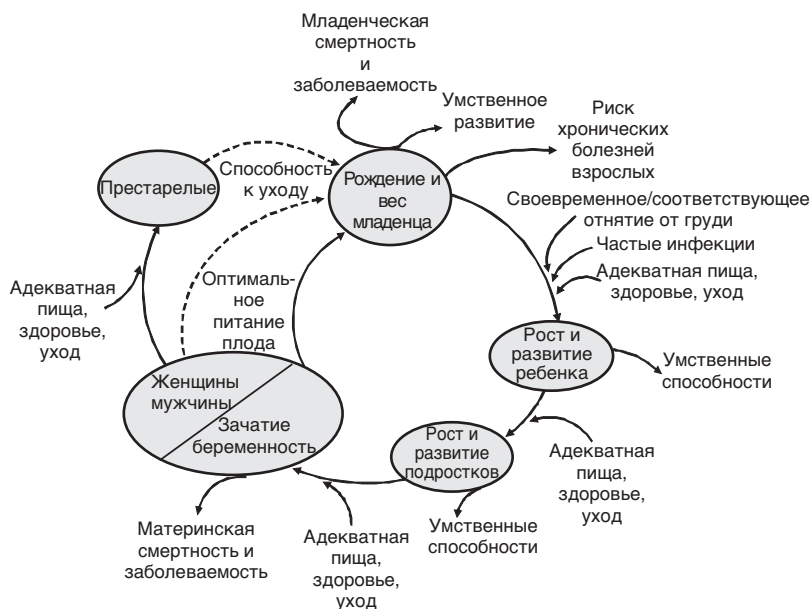 Младенческая
смертность
и
заболеваемость
Умственное
развитие
Риск
хронических
болезней
взрослых
Престарелые
Способность
к уходу
Рождение и
вес
младенца
Своевременное/соответствующее
отнятие от груди
Частые инфекции
Адекватная пища,
здоровье, уход
Адекватная
пища,
здоровье,
уход
Оптималь-
ное
питание
плода
Рост и
развитие
ребенка
Умственные
способности
Женщины
мужчины
Зачатие
беременность
Рост и
развитие
подростков
Адекватная
пища,
здоровье,
уход
Материнская
смертность и
заболеваемость
Адекватная
пища,
здоровье,
уход
Умственные
способности